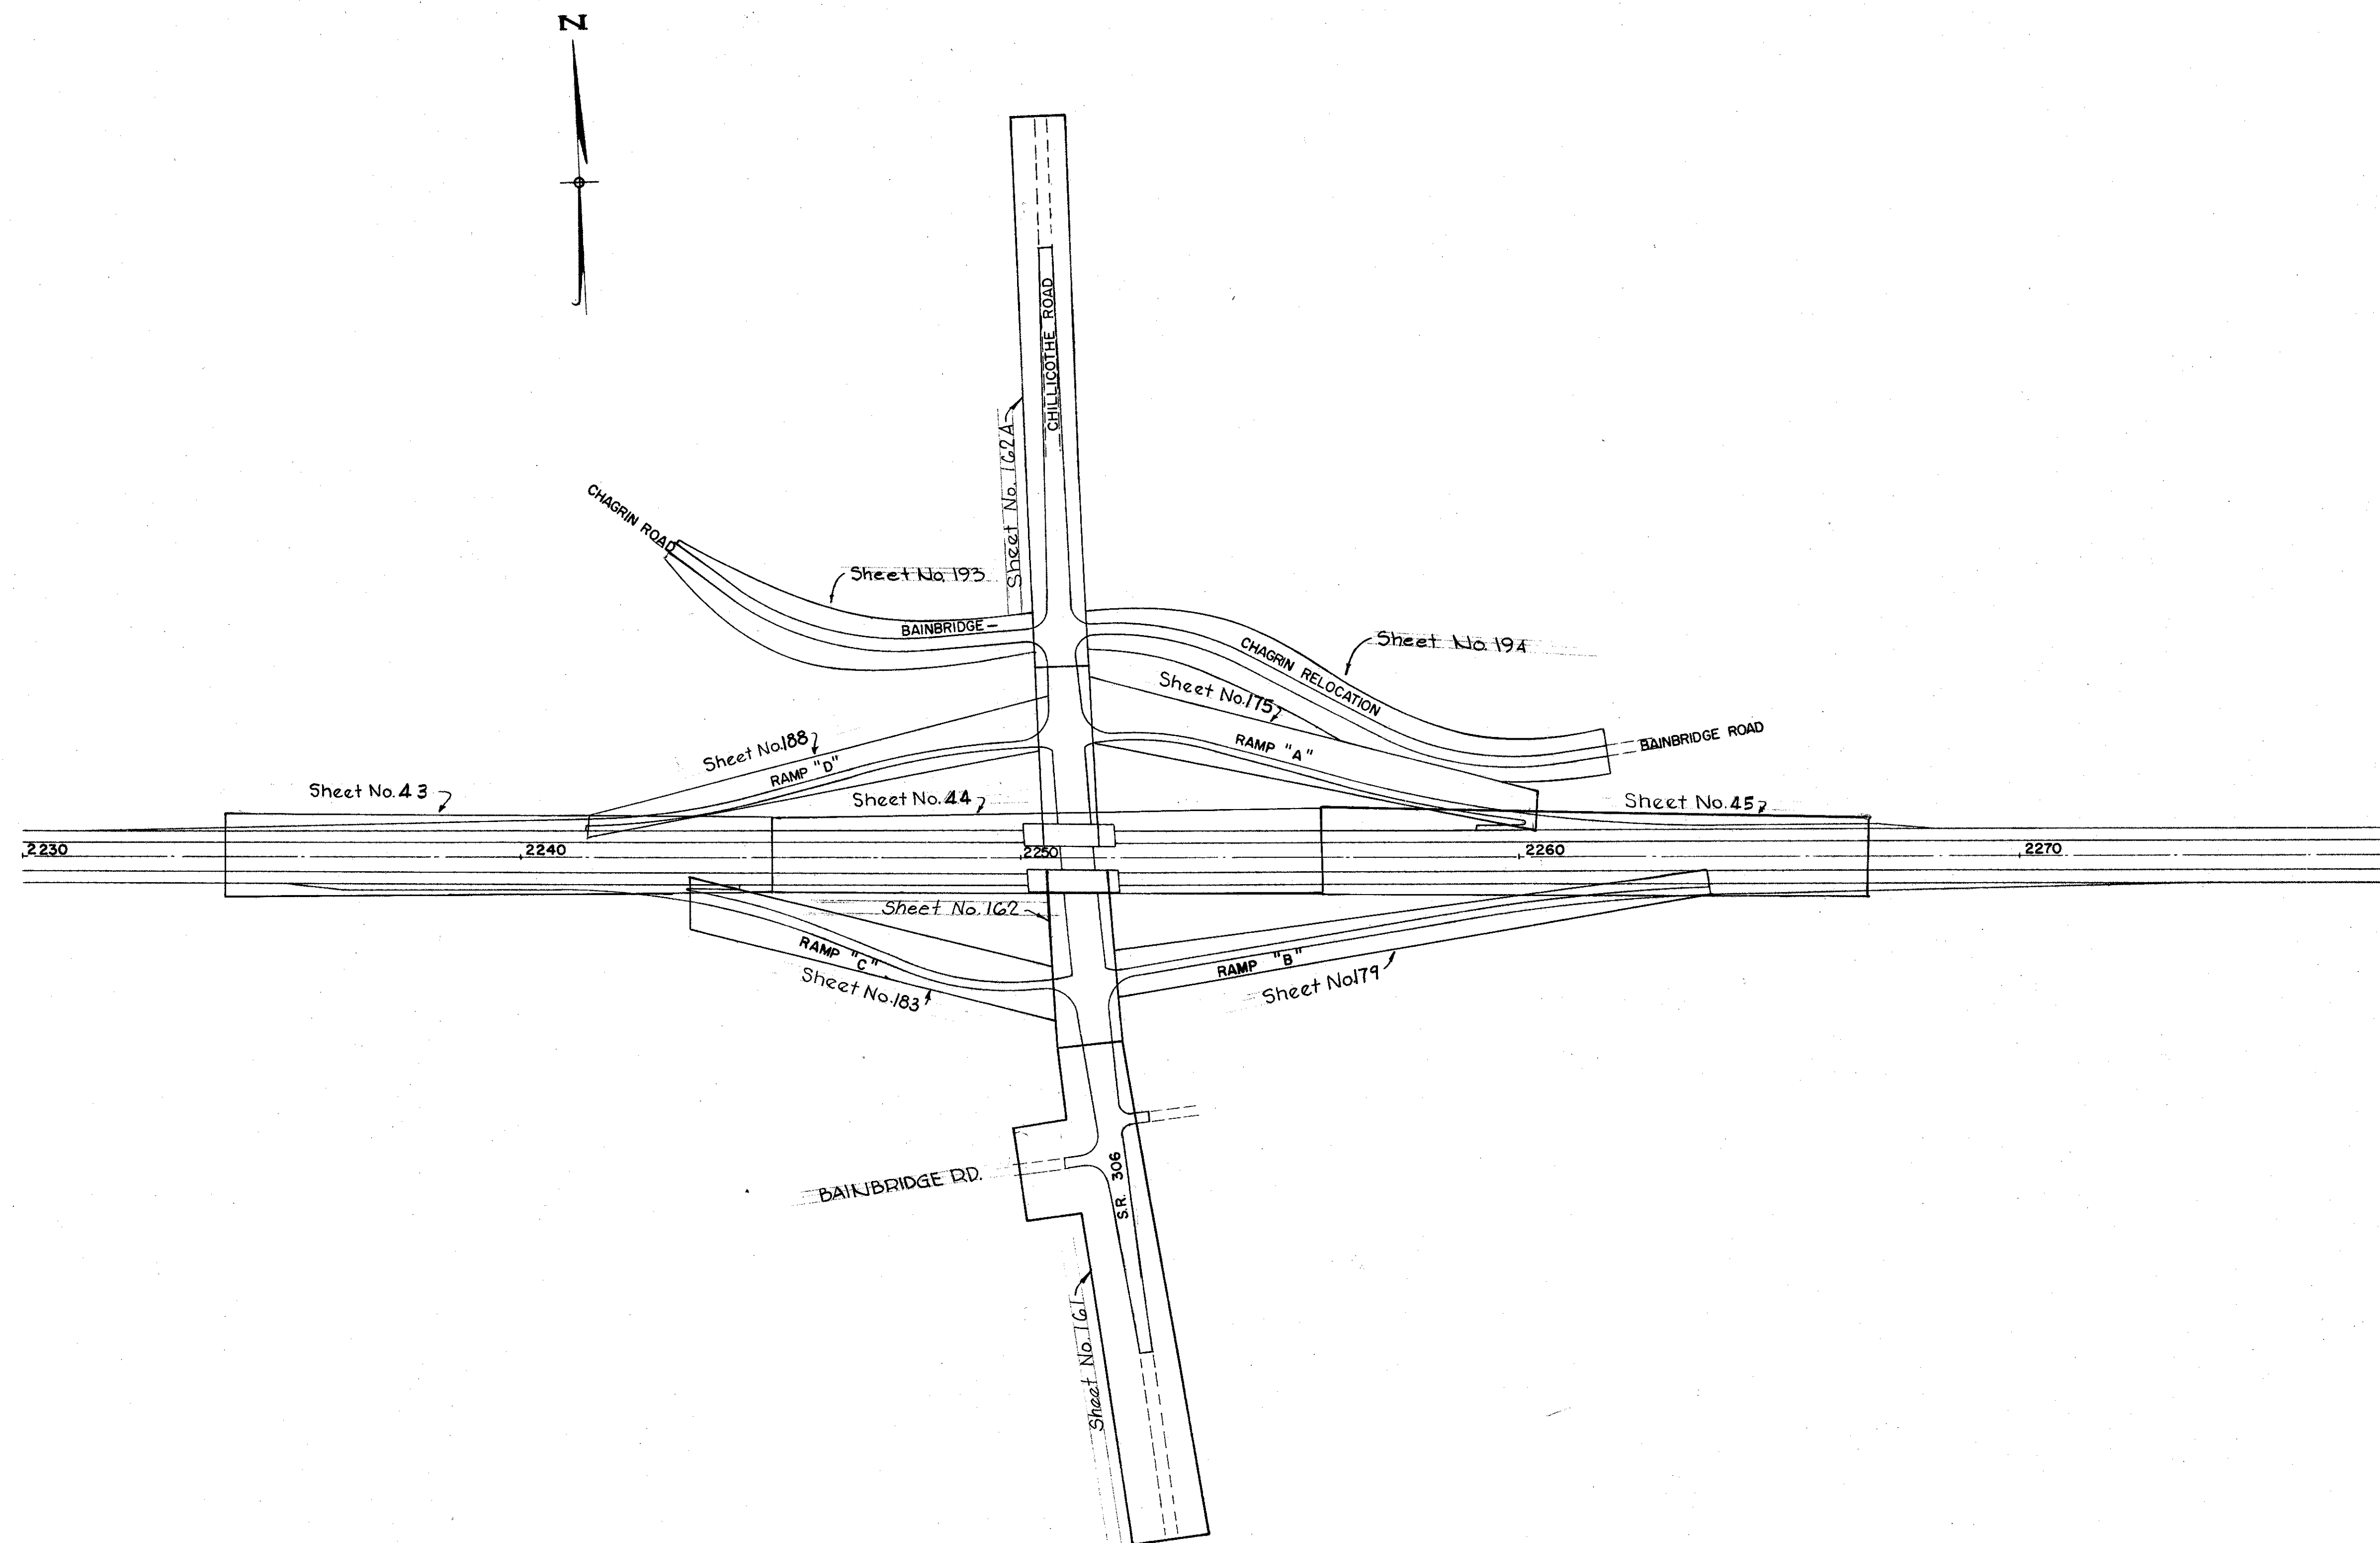 N
CHILLICOTHE ROAD
Sheet No. 162A
CHAGRIN ROAD
Sheet No. 193
BAINBRIDGE —
CHAGRIN RELOCATION
Sheet No. 194
Sheet No. 175
RAMP "A"
BAINBRIDGE ROAD
Sheet No. 188
RAMP "D"
Sheet No. 43
Sheet No. 44
Sheet No. 45
2230
2240
2250
2260
2270
Sheet No. 162
RAMP "C"
Sheet No. 183
RAMP "B"
Sheet No. 179
BAINBRIDGE RD.
S.R. 306
Sheet No. 161